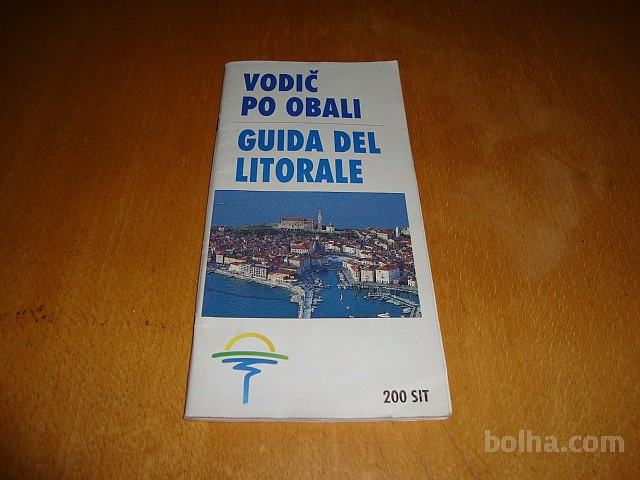 VODIČ
PO OBALI
GUIDA DEL
LITORALE
200 SIT
bolha.com